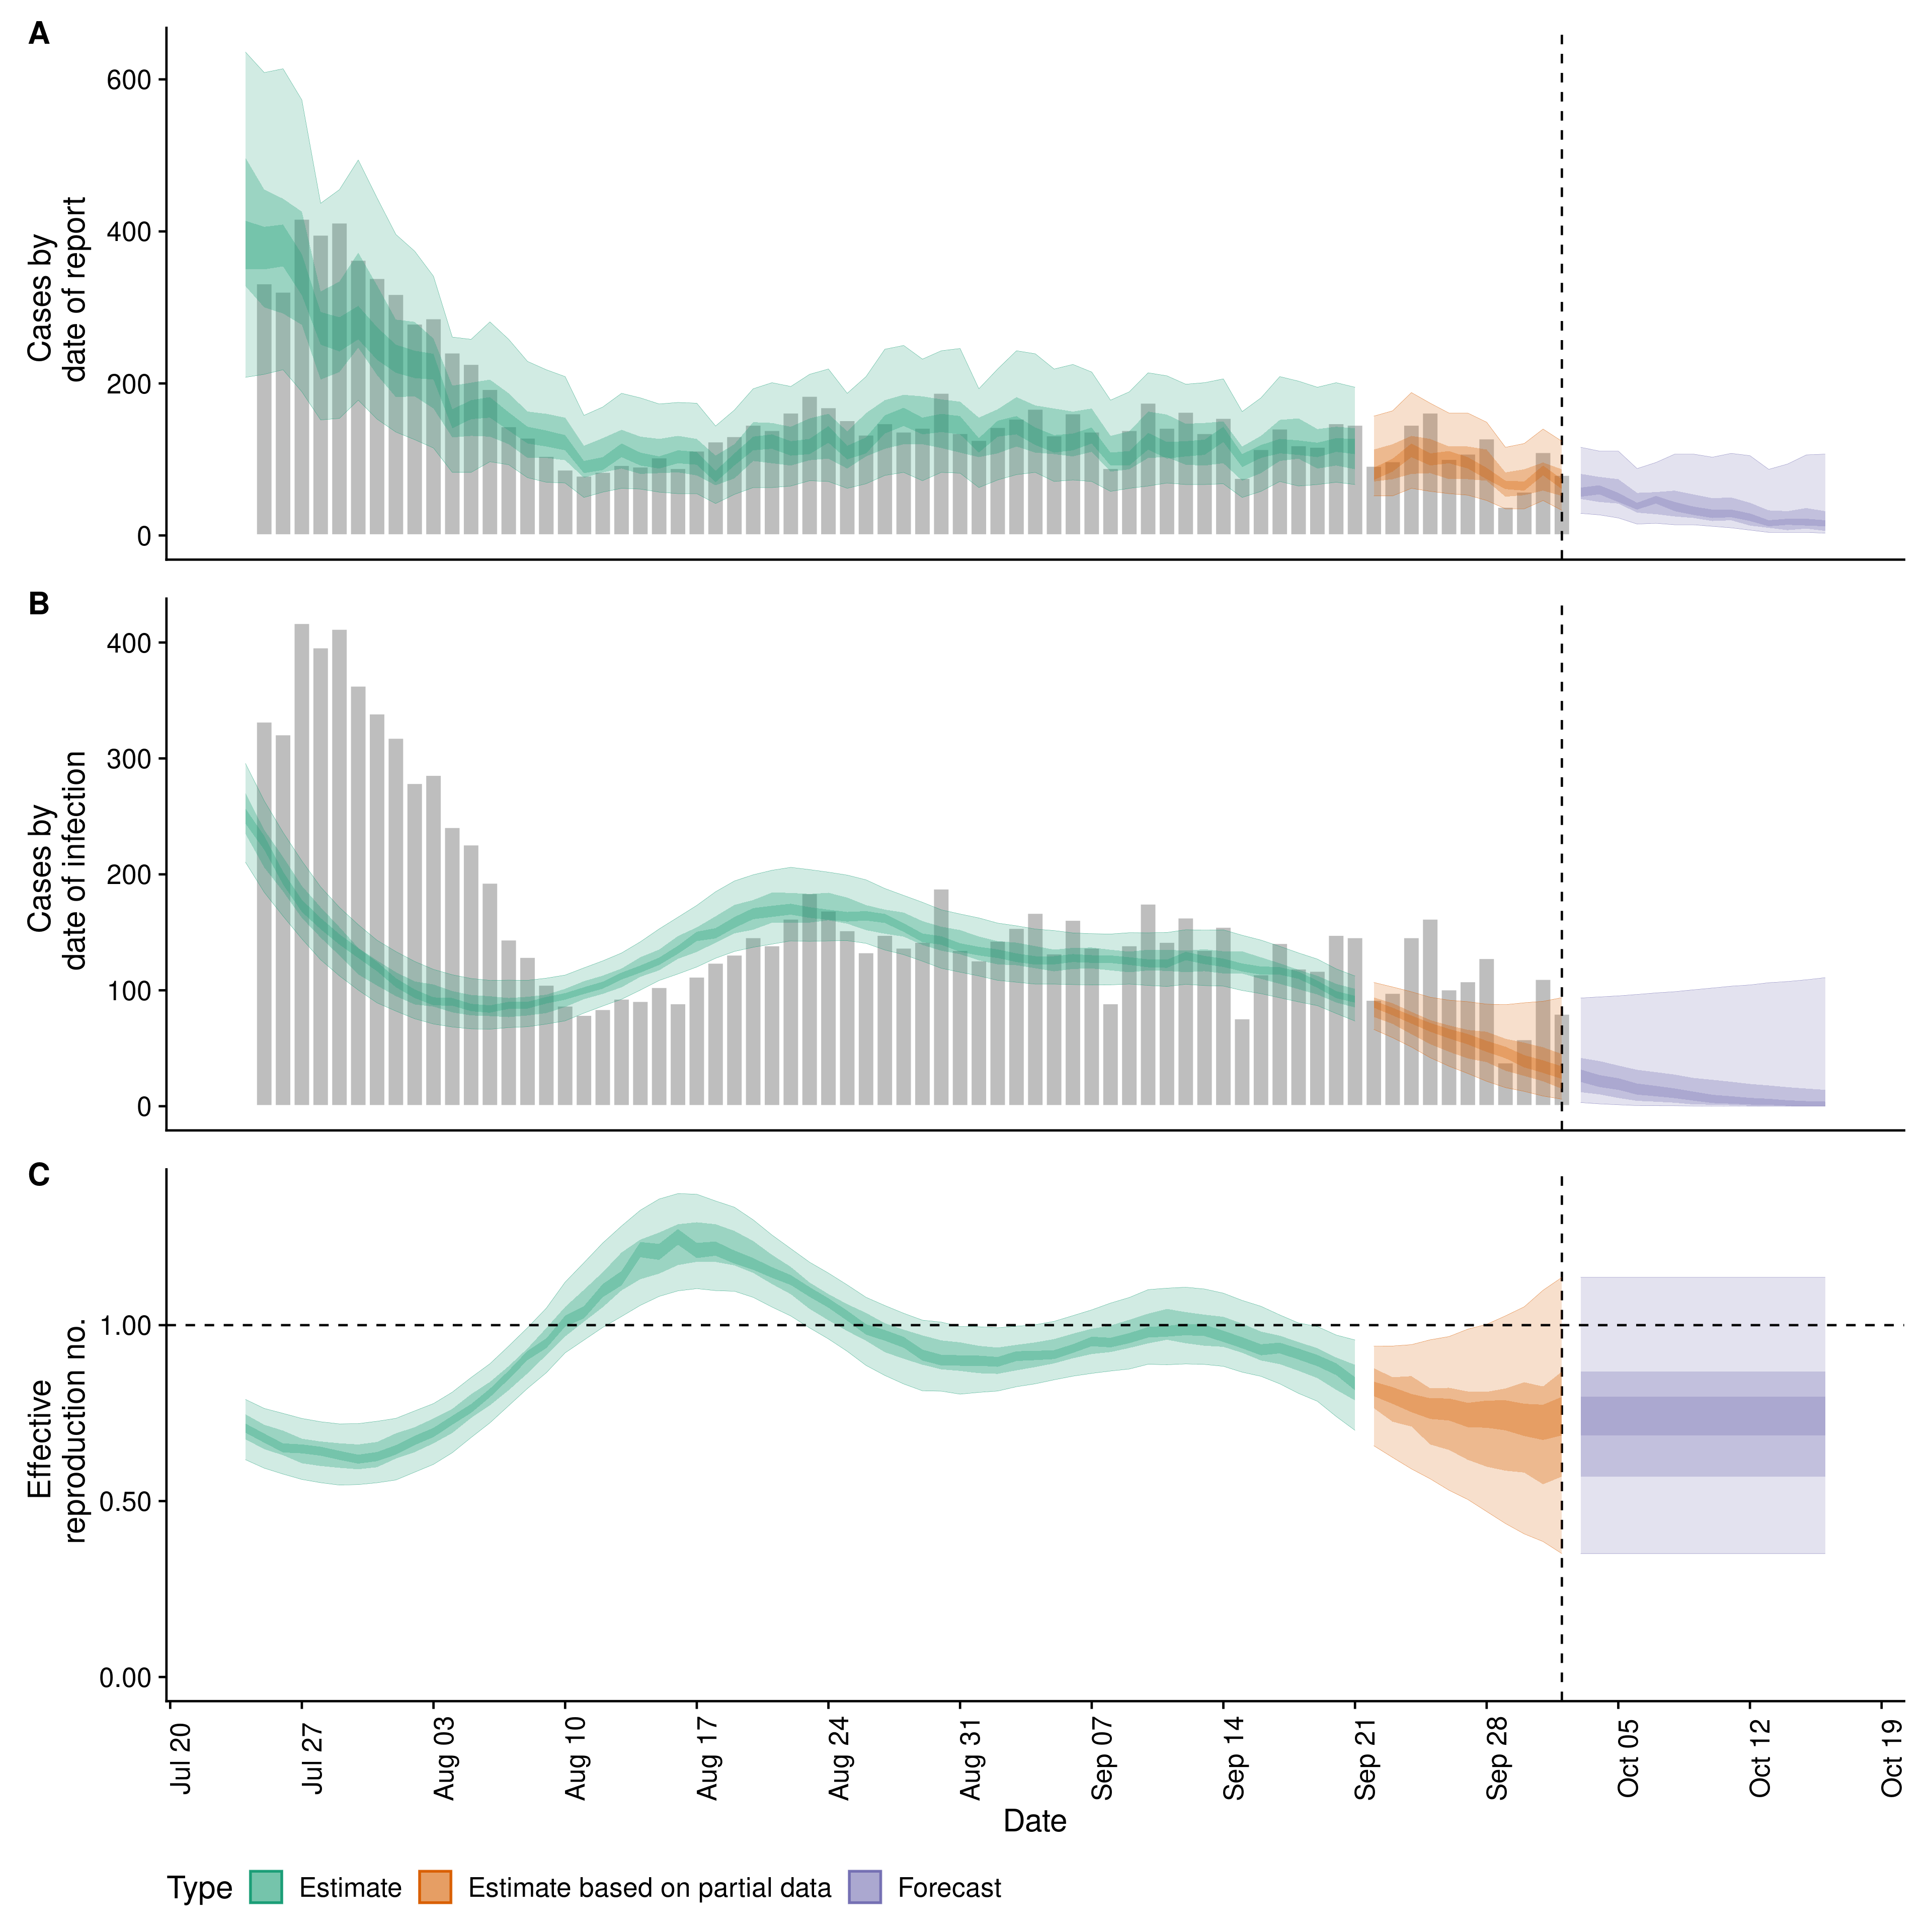 A
600
400
200
0
Cases by
date of report
B
400
300
200
100
0
Cases by
date of infection
C
1.00
0.50
0.00
Effective
reproduction no.
Jul 20
Jul 27
Aug 03
Aug 10
Aug 17
Aug 24
Aug 31
Sep 07
Sep 14
Sep 21
Sep 28
Oct 05
Oct 12
Oct 19
Date
Type Estimate Estimate based on partial data Forecast